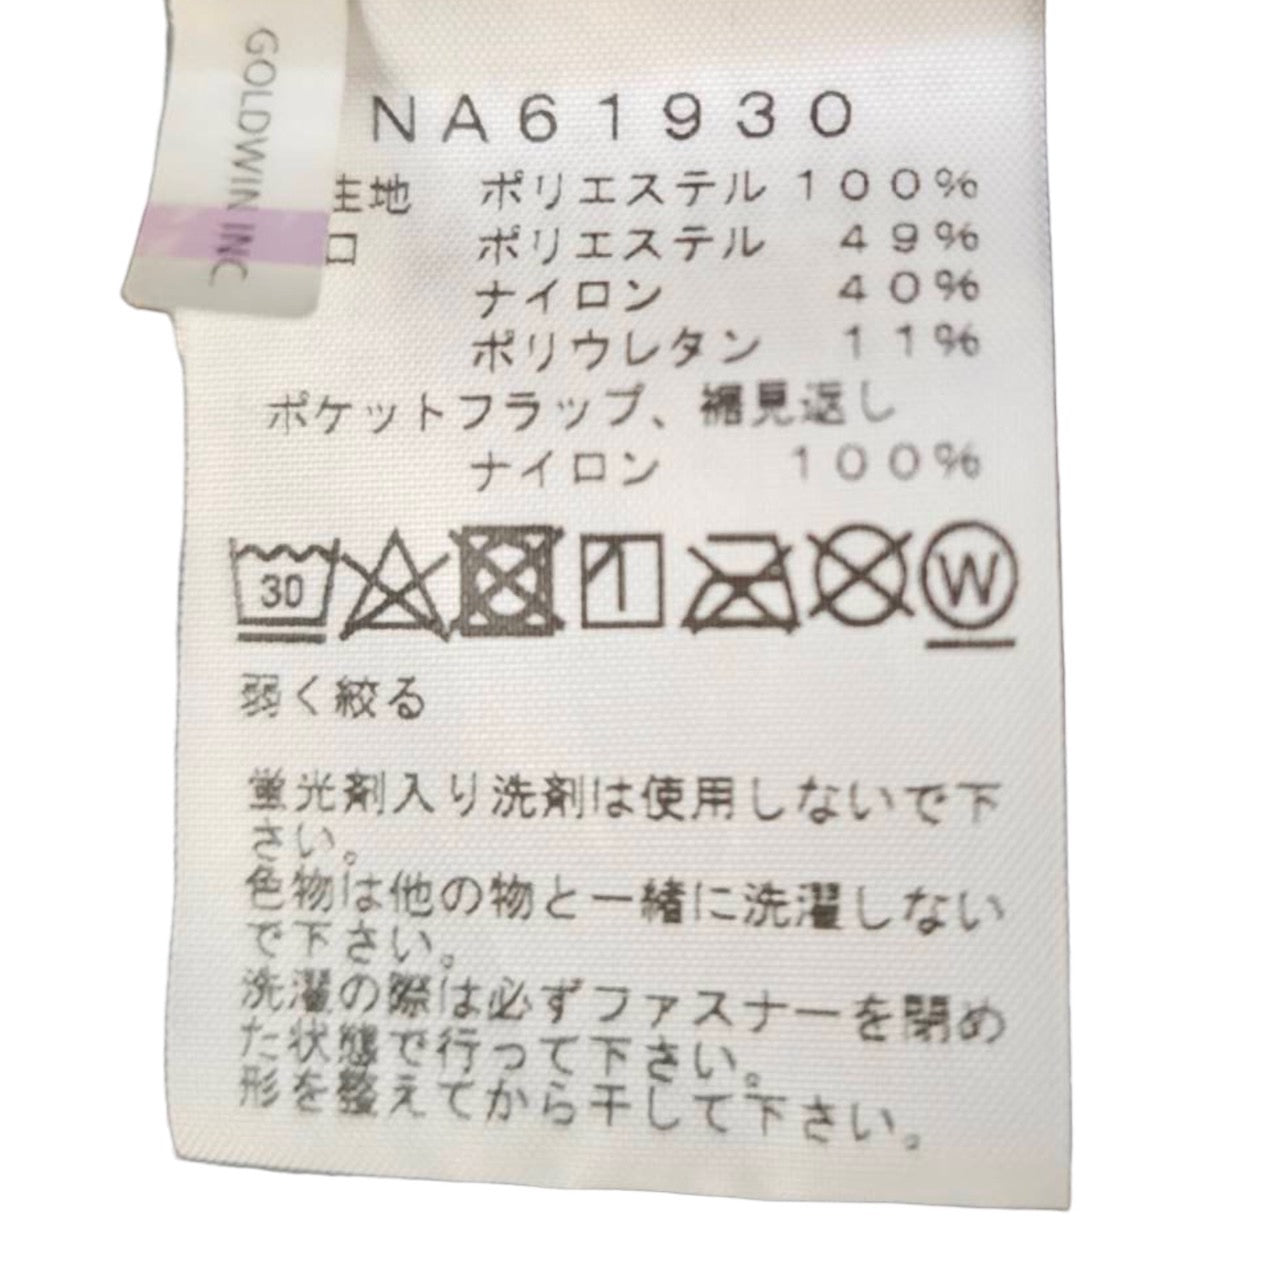 GOLDWIN INC
NA61930
生地 ポリエステル 100%
口 ポリエステル 49%
ナイロン 40%
ポリウレタン 11%
ポケットフラップ、裾見返し
ナイロン 100%
30
W
弱く絞る
蛍光剤入り洗剤は使用しないで下
さい。
色物は他の物と一緒に洗濯しない
で下さい。
洗濯の際は必ずファスナーを閉め
た状態で行って下さい。
形を整えてから干して下さい。